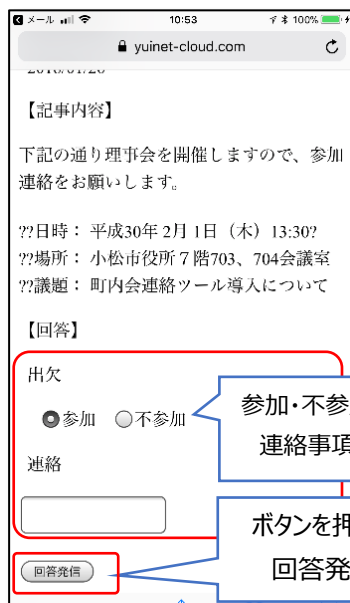 メール 10:53 100%
yuinet-cloud.com
【記事内容】
下記の通り理事会を開催しますので、参加
連絡をお願いします。
??日時： 平成30年 2月 1日（木）13:30?
??場所： 小松市役所７階703、704会議室
??議題： 町内会連絡ツール導入について
【回答】
出欠
参加 不参加
参加・不参
連絡事項
連絡
ボタンを押
回答発
回答発信